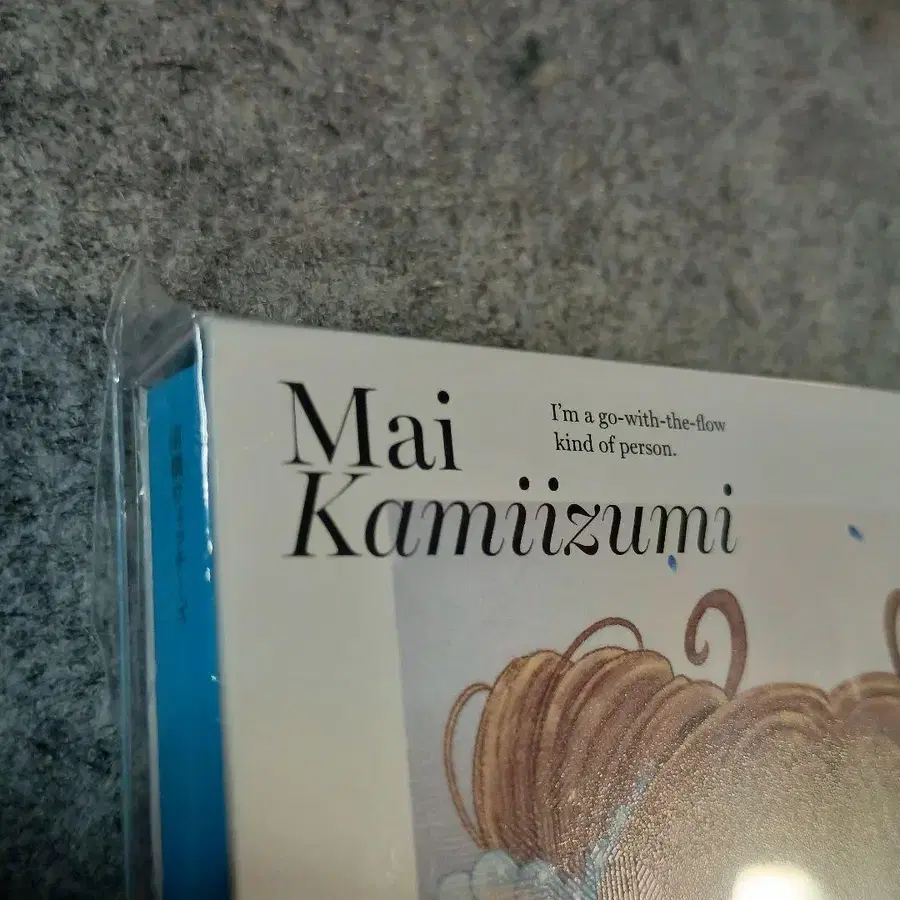 Mai
Kamiizumi
I'm a go-with-the-flow
kind of person.